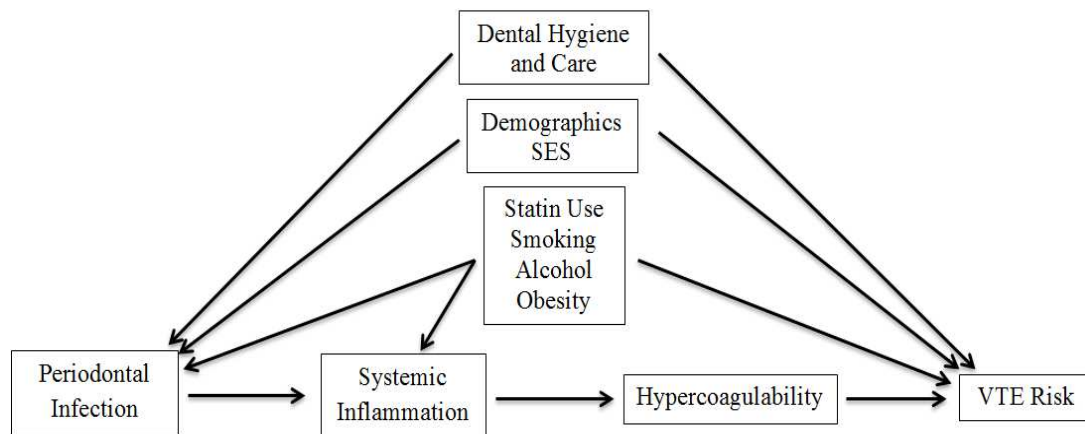 Dental Hygiene
and Care
Demographics
SES
Statin Use
Smoking
Alcohol
Obesity
Periodontal
Infection
Systemic
Inflammation
Hypercoagulability
VTE Risk